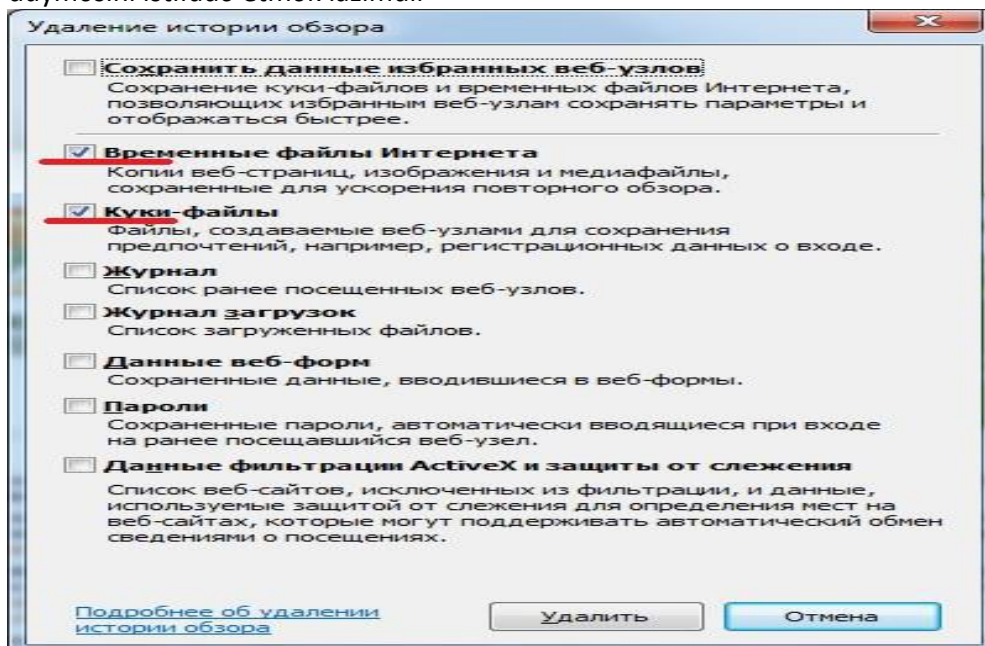 düyməsini istifadə etmək lazımdır.
Удаление истории обзора
Сохранить данные избранных веб-узлов
Сохранение куки-файлов и временных файлов Интернета,
позволяющих избранным веб-узлам сохранять параметры и
отображаться быстрее.
Временные файлы Интернета
Копии веб-страниц, изображения и медиафайлы,
сохраненные для ускорения повторного обзора.
Куки-файлы
Файлы, создаваемые веб-узлами для сохранения
предпочтений, например, регистрационных данных о входе.
Журнал
Список ранее посещенных веб-узлов.
Журнал загрузок
Список загруженных файлов.
Данные веб-форм
Сохраненные данные, вводившиеся в веб-формы.
Пароли
Сохраненные пароли, автоматически вводящиеся при входе
на ранее посещавшийся веб-узел.
Данные фильтрации ActiveX и защиты от слежения
Список веб-сайтов, исключенных из фильтрации, и данные,
используемые защитой от слежения для определения мест на
веб-сайтах, которые могут поддерживать автоматический обмен
сведениями о посещениях.
Подробнее об удалении
истории обзора
Удалить
Отмена